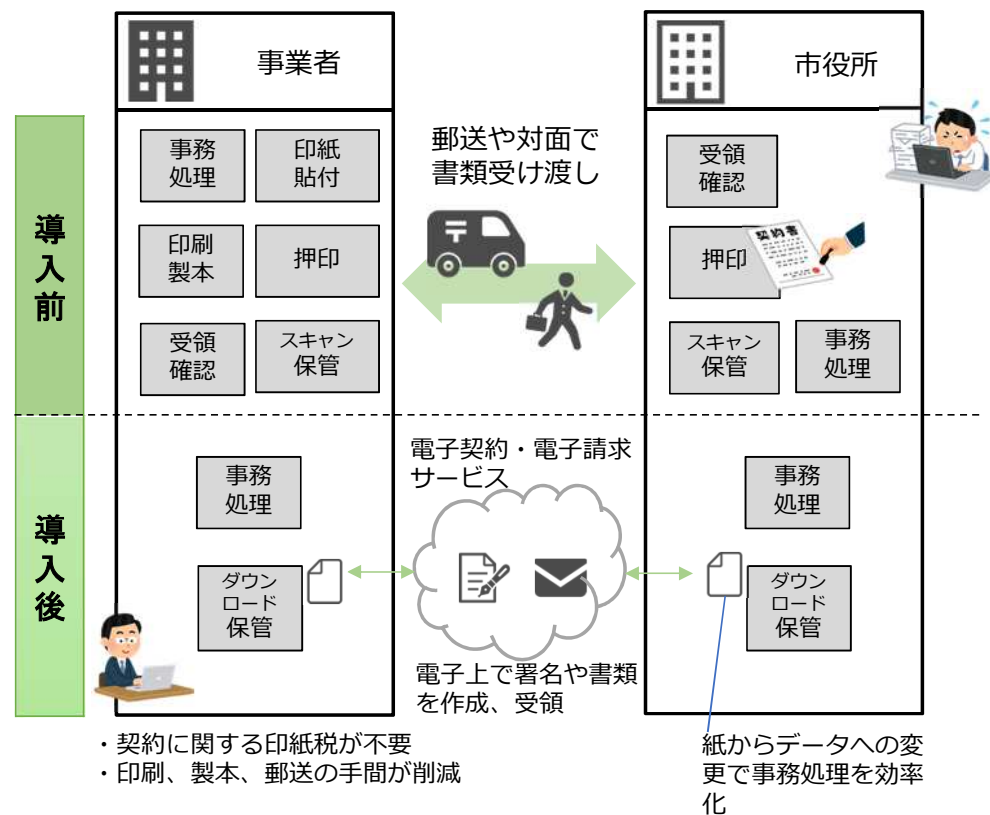 事業者
市役所
導入前
事務
処理
印紙
貼付
印刷
製本
押印
受領
確認
スキャン
保管
郵送や対面で
書類受け渡し
〒
受領
確認
押印
契約書
スキャン
保管
事務
処理
導入後
事務
処理
ダウン
ロード
保管
電子契約・電子請求
サービス
電子上で署名や書類
を作成、受領
事務
処理
ダウン
ロード
保管
・契約に関する印紙税が不要
・印刷、製本、郵送の手間が削減
紙からデータへの変
更で事務処理を効率
化